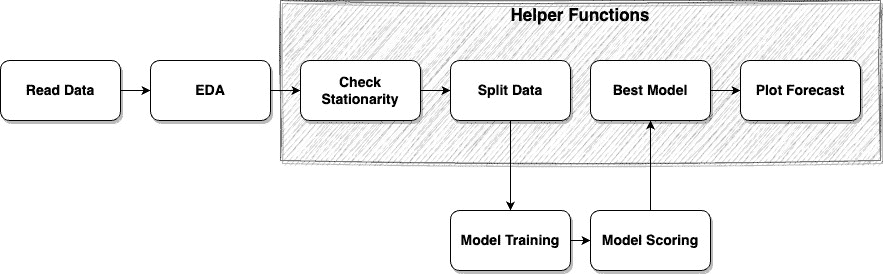 Helper Functions
Read Data
EDA
Check
Stationarity
Split Data
Best Model
Plot Forecast
Model Training
Model Scoring